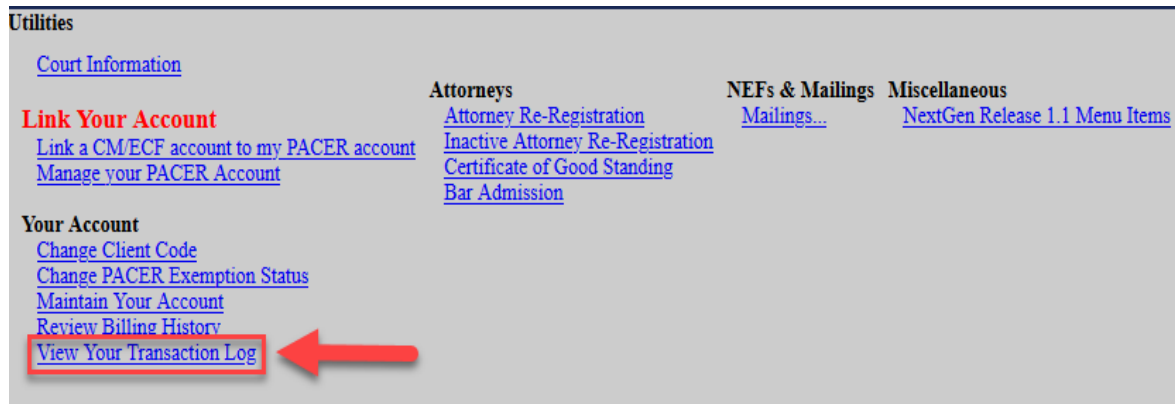 Utilities
Court Information
Link Your Account
Link a CM/ECF account to my PACER account
Manage your PACER Account
Your Account
Change Client Code
Change PACER Exemption Status
Maintain Your Account
Review Billing History
View Your Transaction Log
Attorneys
Attorney Re-Registration
Inactive Attorney Re-Registration
Certificate of Good Standing
Bar Admission
NEFs & Mailings
Mailings...
Miscellaneous
NextGen Release 1.1 Menu Items